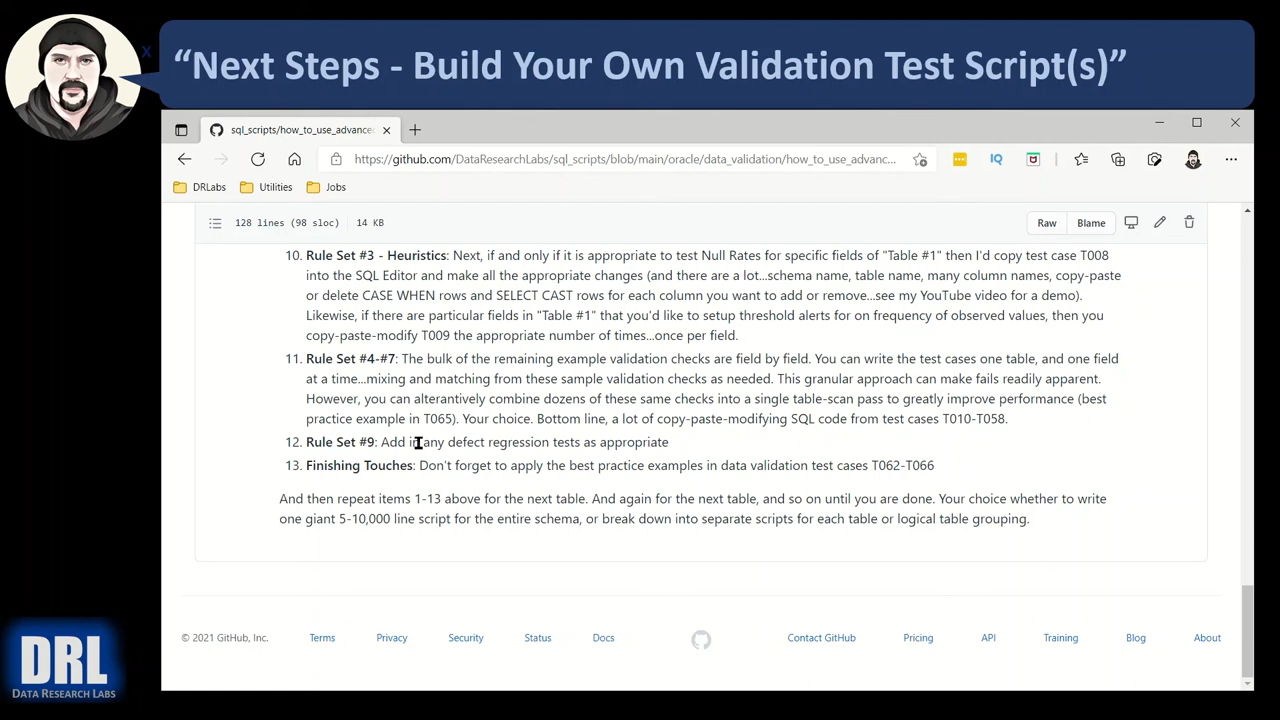 “Next Steps - Build Your Own Validation Test Script(s)”
x
sql_scripts/how_to_use_advance
https://github.com/DataResearchLabs/sql_scripts/blob/main/oracle/data_validation/how_to_use_advanc...
IQ
DRLabs Utilities Jobs
128 lines (98 sloc) 14 KB Raw Blame
10. Rule Set #3 - Heuristics: Next, if and only if it is appropriate to test Null Rates for specific fields of "Table #1" then I'd copy test case T008
into the SQL Editor and make all the appropriate changes (and there are a lot...schema name, table name, many column names, copy-paste
or delete CASE WHEN rows and SELECT CAST rows for each column you want to add or remove...see my YouTube video for a demo).
Likewise, if there are particular fields in "Table #1" that you'd like to setup threshold alerts for on frequency of observed values, then you
copy-paste-modify T009 the appropriate number of times...once per field.
11. Rule Set #4-#7: The bulk of the remaining example validation checks are field by field. You can write the test cases one table, and one field
at a time...mixing and matching from these sample validation checks as needed. This granular approach can make fails readily apparent.
However, you can alterantively combine dozens of these same checks into a single table-scan pass to greatly improve performance (best
practice example in T065). Your choice. Bottom line, a lot of copy-paste-modifying SQL code from test cases T010-T058.
12. Rule Set #9: Add in any defect regression tests as appropriate
13. Finishing Touches: Don't forget to apply the best practice examples in data validation test cases T062-T066
And then repeat items 1-13 above for the next table. And again for the next table, and so on until you are done. Your choice whether to write
one giant 5-10,000 line script for the entire schema, or break down into separate scripts for each table or logical table grouping.
© 2021 GitHub, Inc. Terms Privacy Security Status Docs Contact GitHub Pricing API Training Blog About
DRL
DATA RESEARCH LABS